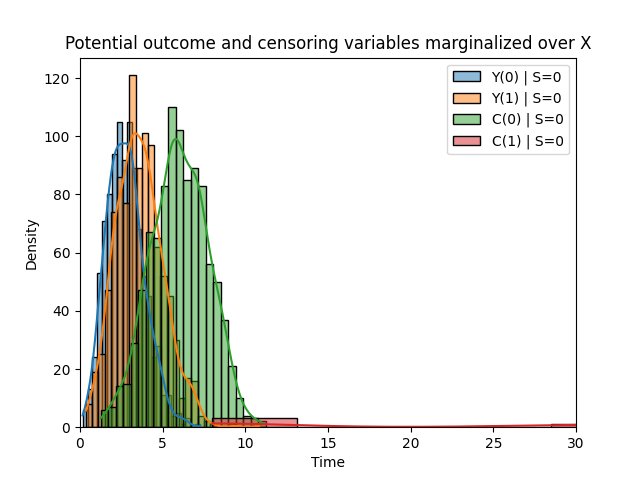 Potential outcome and censoring variables marginalized over X
Y(0) | S=0
Y(1) | S=0
C(0) | S=0
C(1) | S=0
Density
120
100
80
60
40
20
0
0 5 10 15 20 25 30
Time